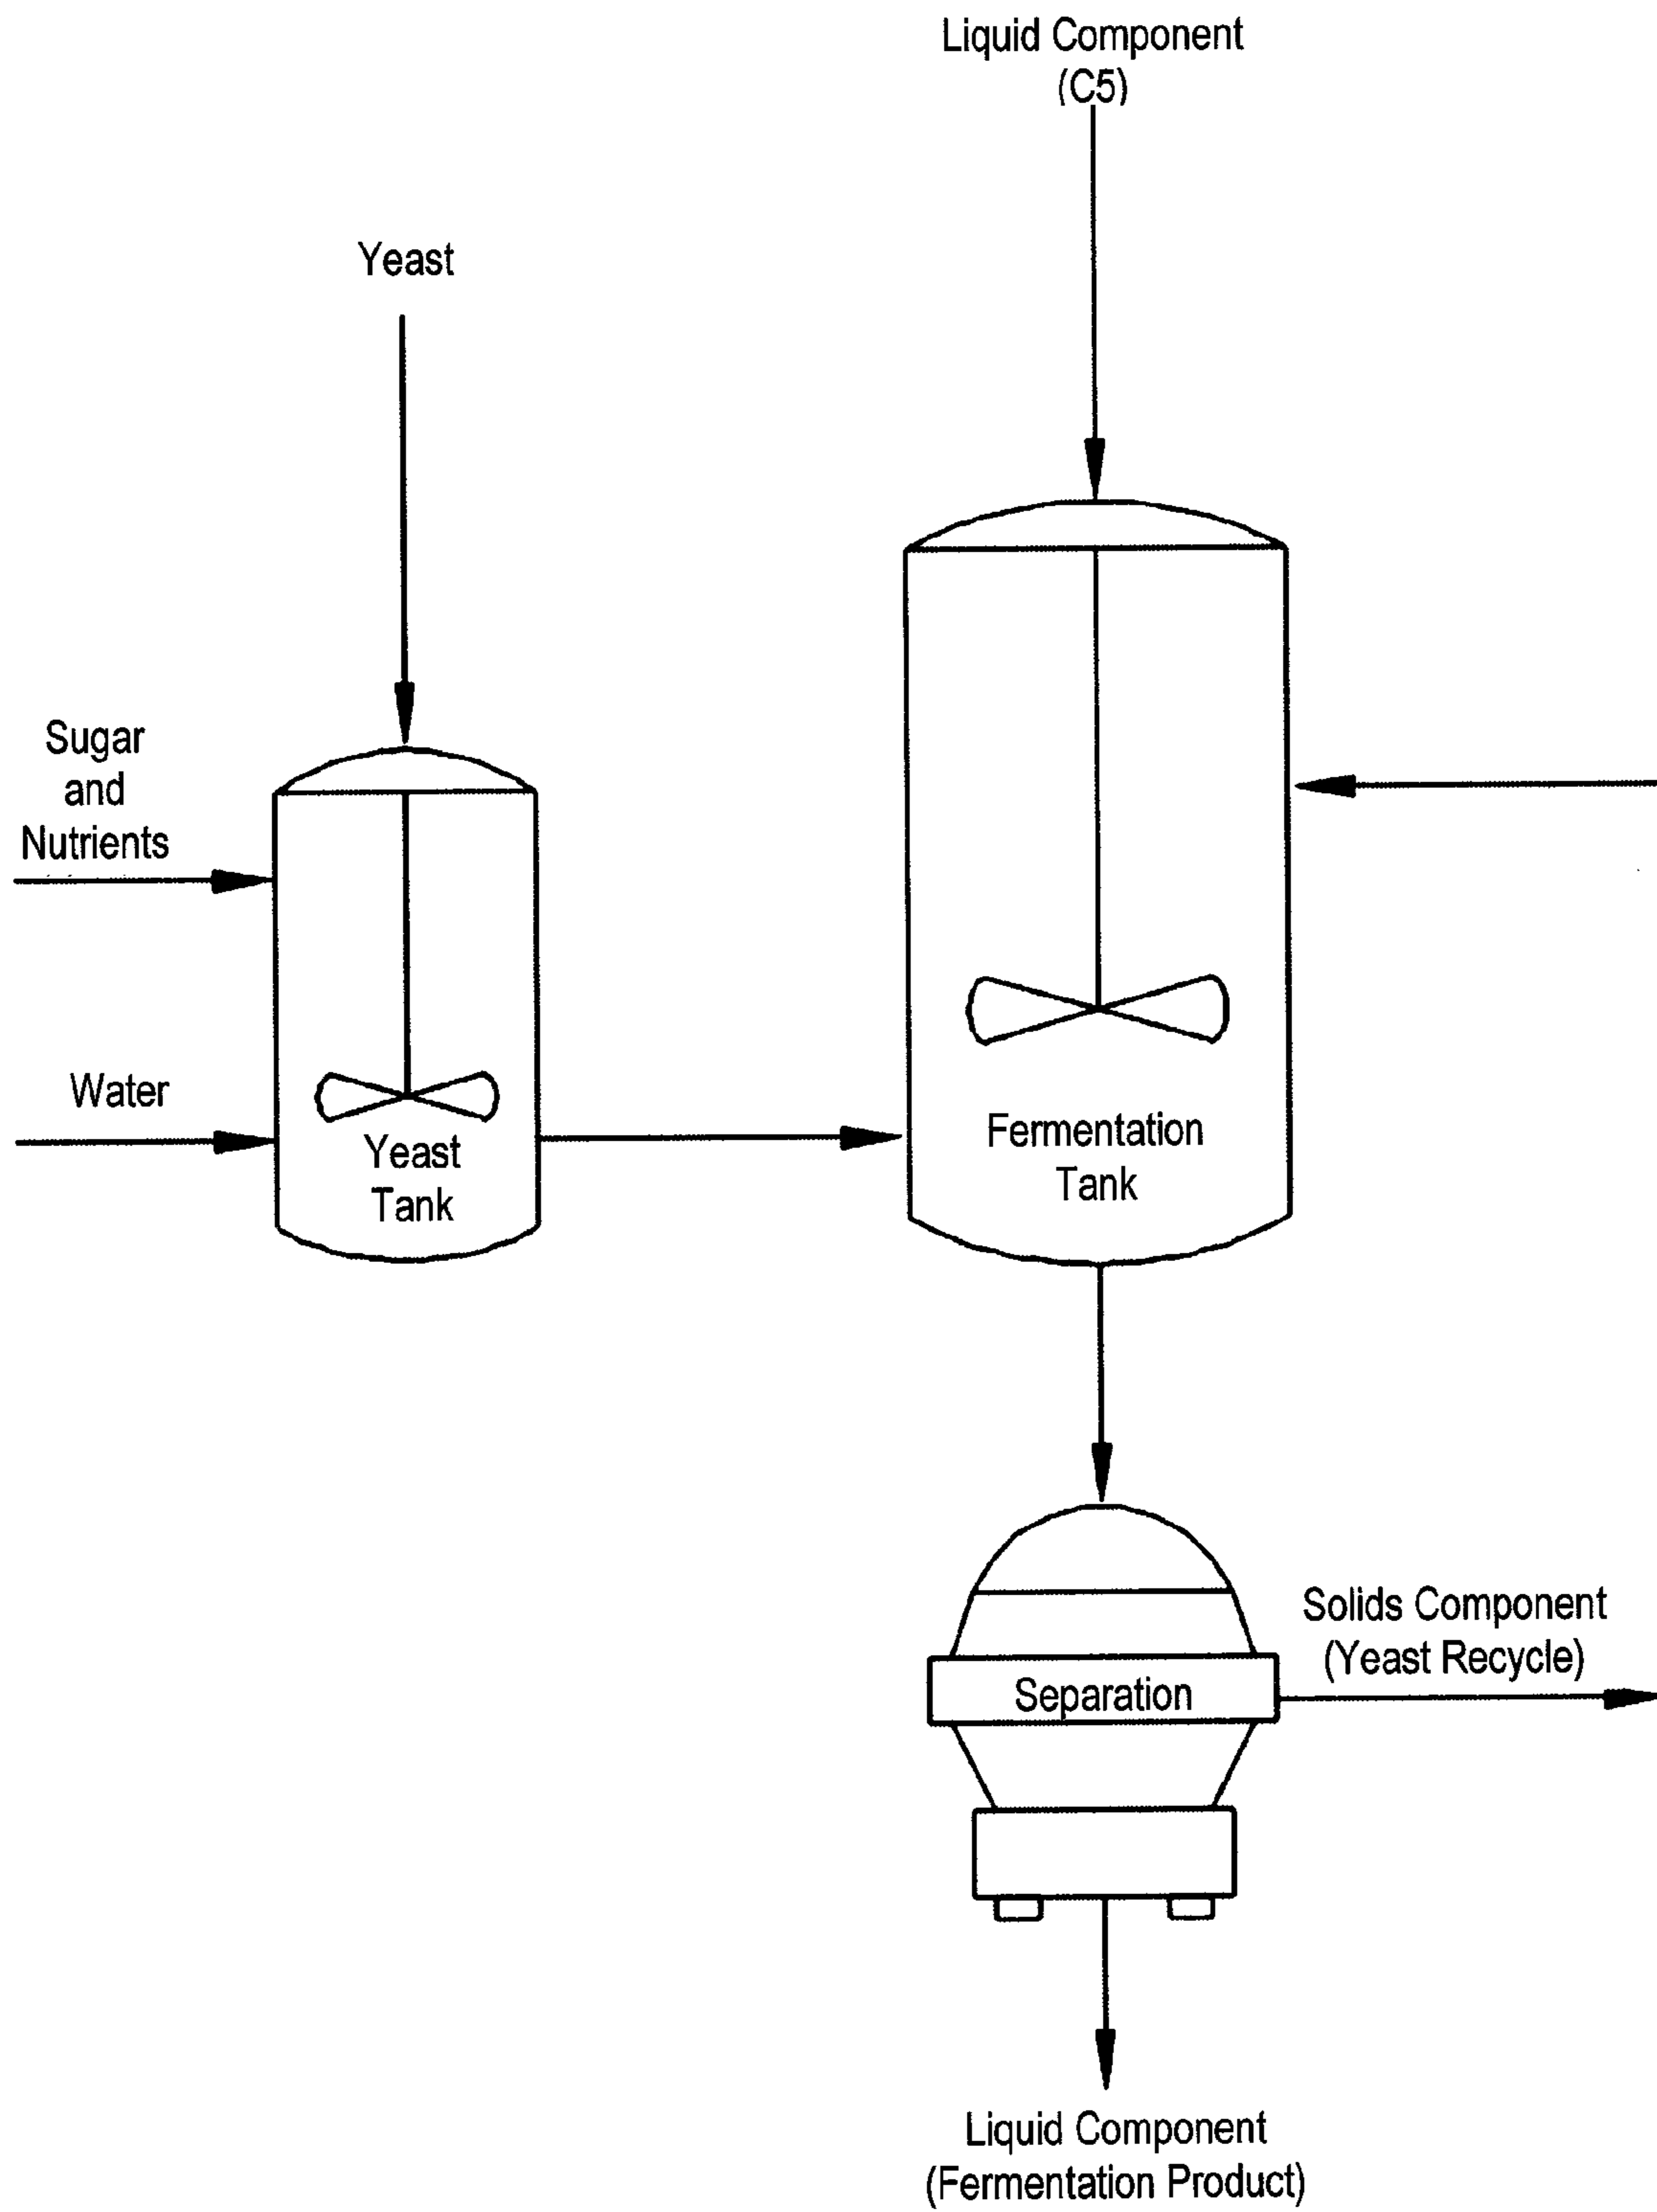 Liquid Component
(C5)
Yeast
Sugar
and
Nutrients
Water
Yeast
Tank
Fermentation
Tank
Solids Component
(Yeast Recycle)
Separation
Liquid Component
(Fermentation Product)